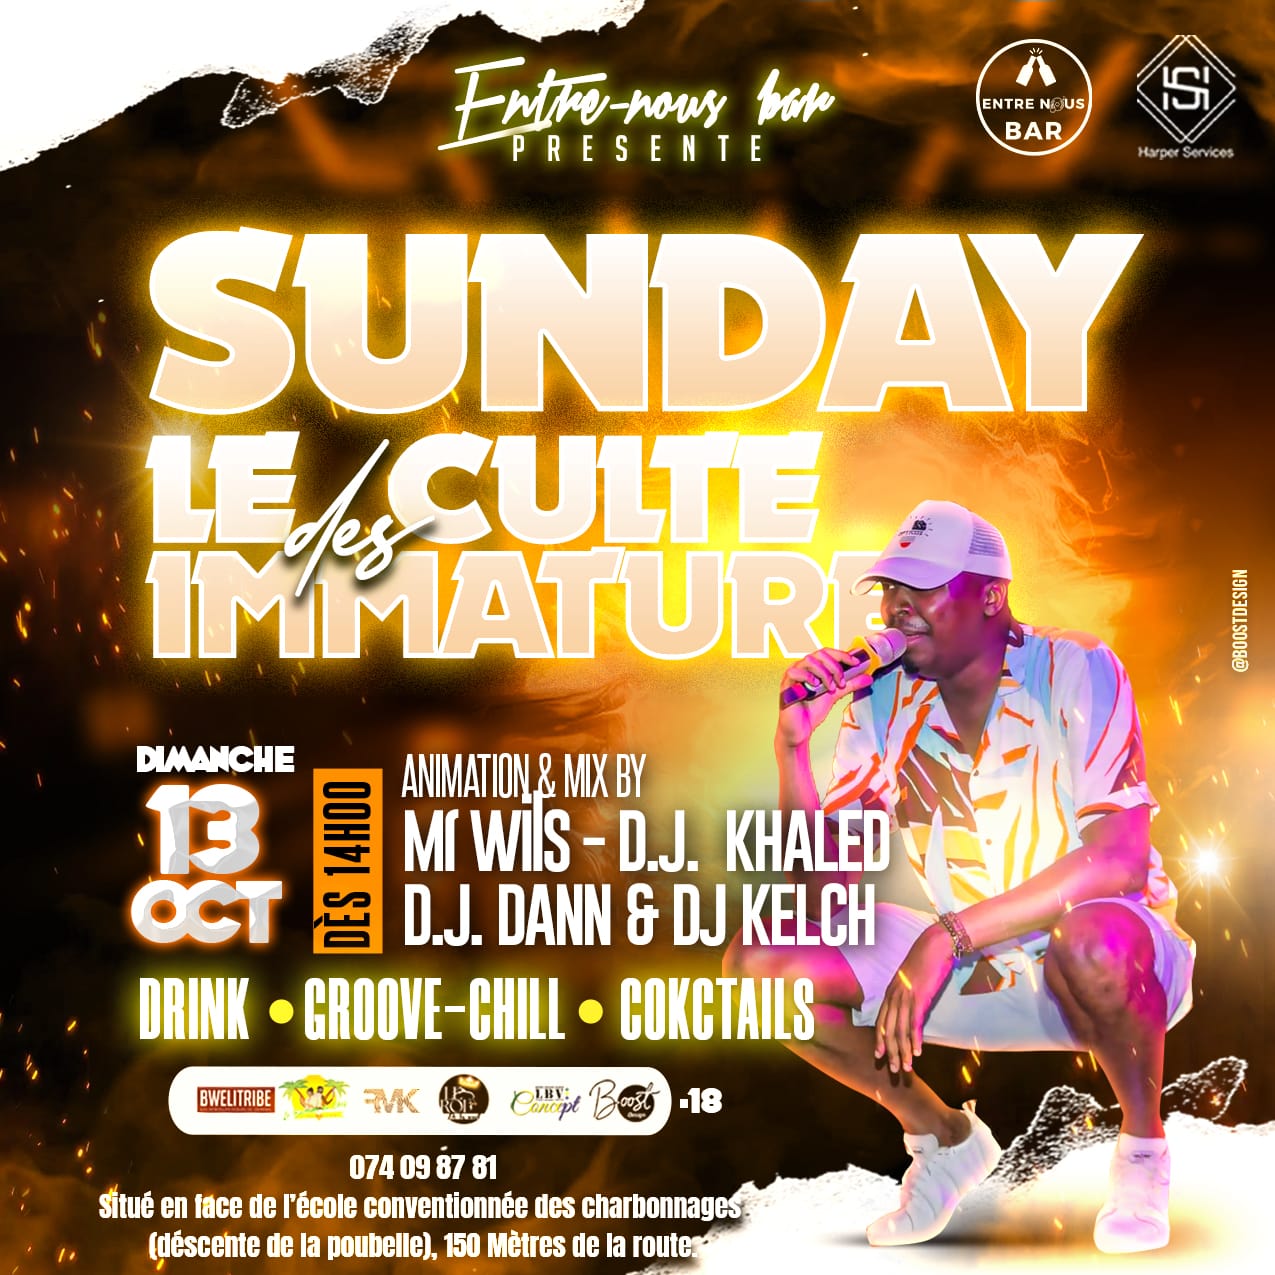 Entre-nous bar
PRESENTE
ENTRE NOUS
BAR
Harper Services
SUNDAY
LE CULTE
des
IMMATURE
@BOOSTDESIGN
DIMANCHE
13
OCT
DÈS 14H00
ANIMATION & MIX BY
Mr Wils - D.J. KHALED
D.J. DANN & DJ KELCH
DRINK • GROOVE-CHILL • COKCTAILS
BWELITRIBE
FMK
LE ROI
LBV
Concept
Boost
-18
074 09 87 81
Situé en face de l'école conventionnée des charbonnages
(déscente de la poubelle), 150 Mètres de la route.